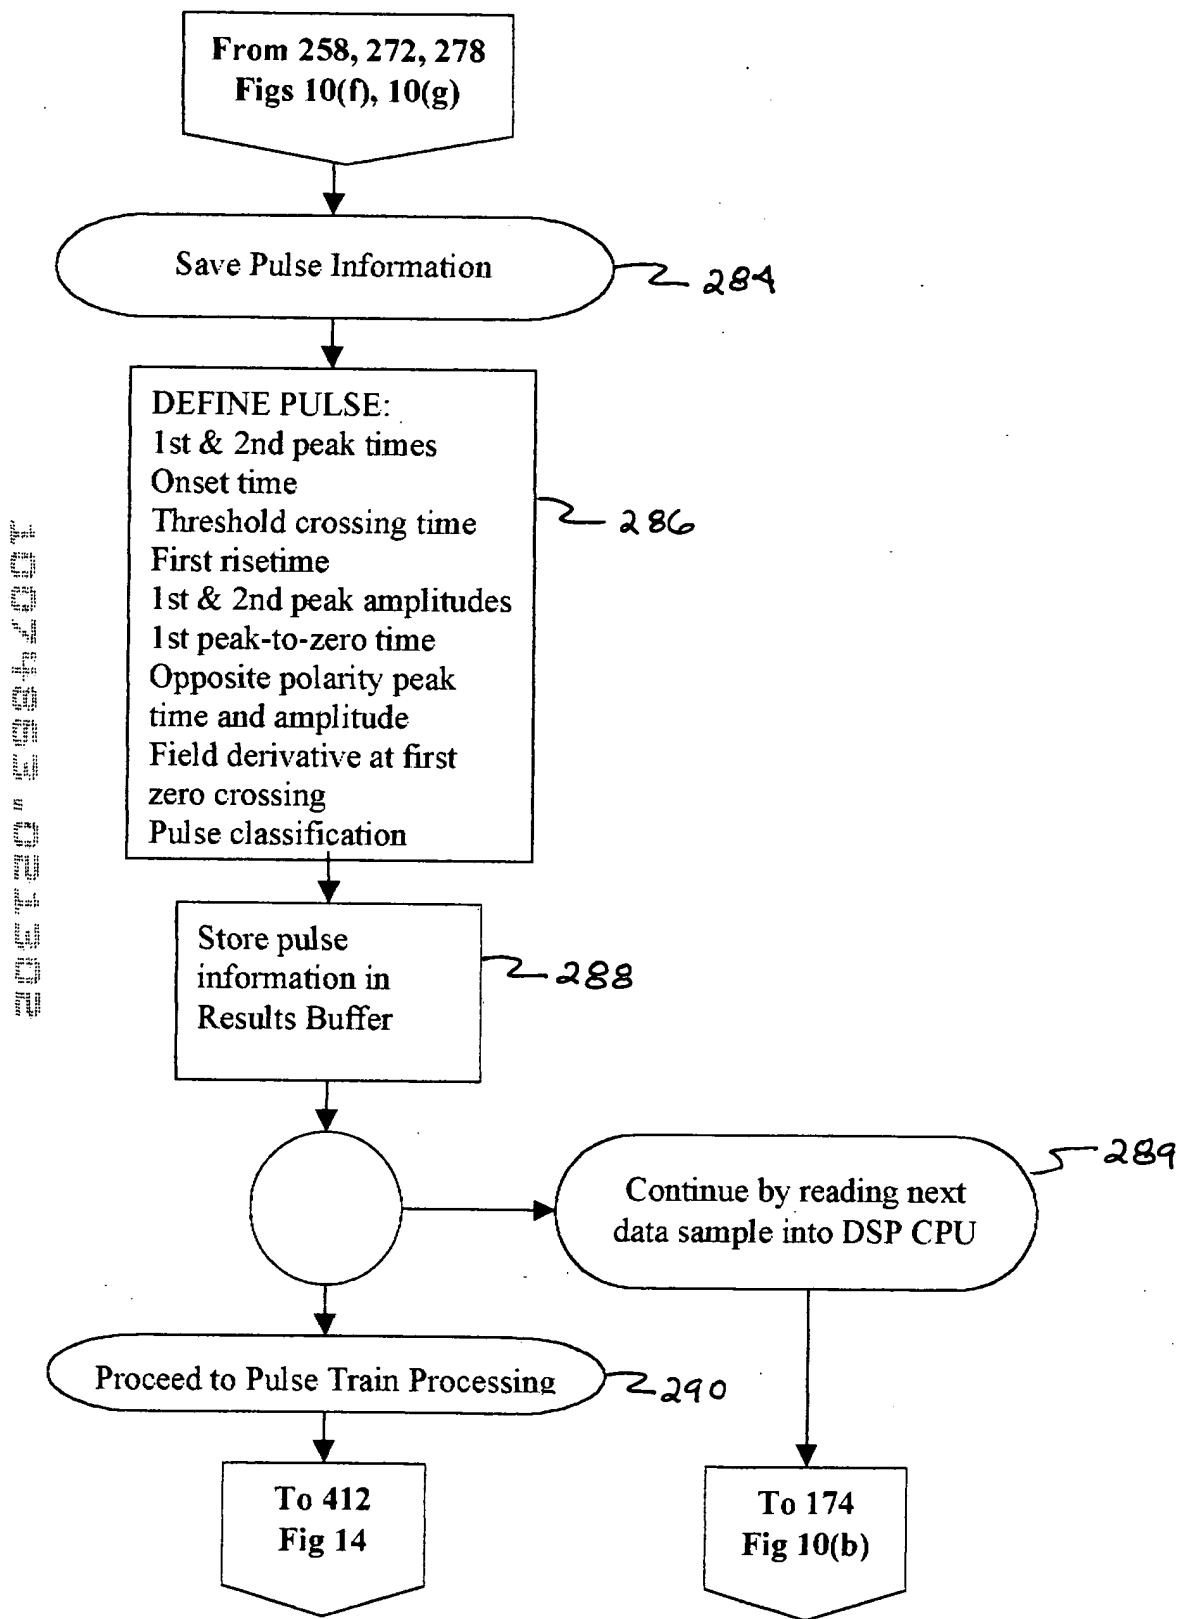 From 258, 272, 278
Figs 10(f), 10(g)
Save Pulse Information
284
DEFINE PULSE:
1st & 2nd peak times
Onset time
Threshold crossing time
First risetime
1st & 2nd peak amplitudes
1st peak-to-zero time
Opposite polarity peak
time and amplitude
Field derivative at first
zero crossing
Pulse classification
286
Store pulse
information in
Results Buffer
288
Continue by reading next
data sample into DSP CPU
289
Proceed to Pulse Train Processing
290
To 412
Fig 14
To 174
Fig 10(b)